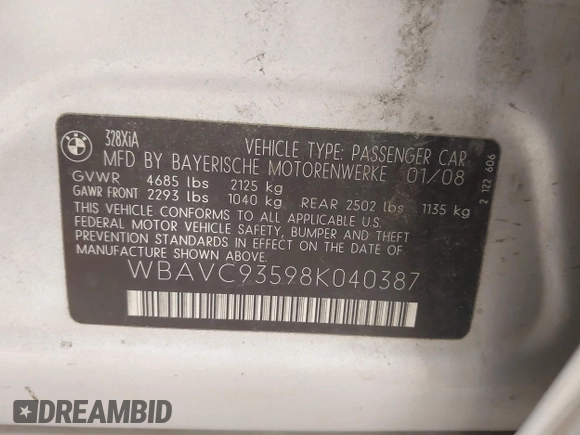 BMW
328XiA
VEHICLE TYPE: PASSENGER CAR
MFD BY BAYERISCHE MOTORENWERKE 01/08
GVWR 4685 lbs 2125 kg
GAWR FRONT 2293 lbs 1040 kg REAR 2502 lbs 1135 kg
THIS VEHICLE CONFORMS TO ALL APPLICABLE U.S.
FEDERAL MOTOR VEHICLE SAFETY, BUMPER AND THEFT
PREVENTION STANDARDS IN EFFECT ON THE DATE OF
MANUFACTURE SHOWN ABOVE.
WBAVC93598K040387
2 122 606
DREAMBID